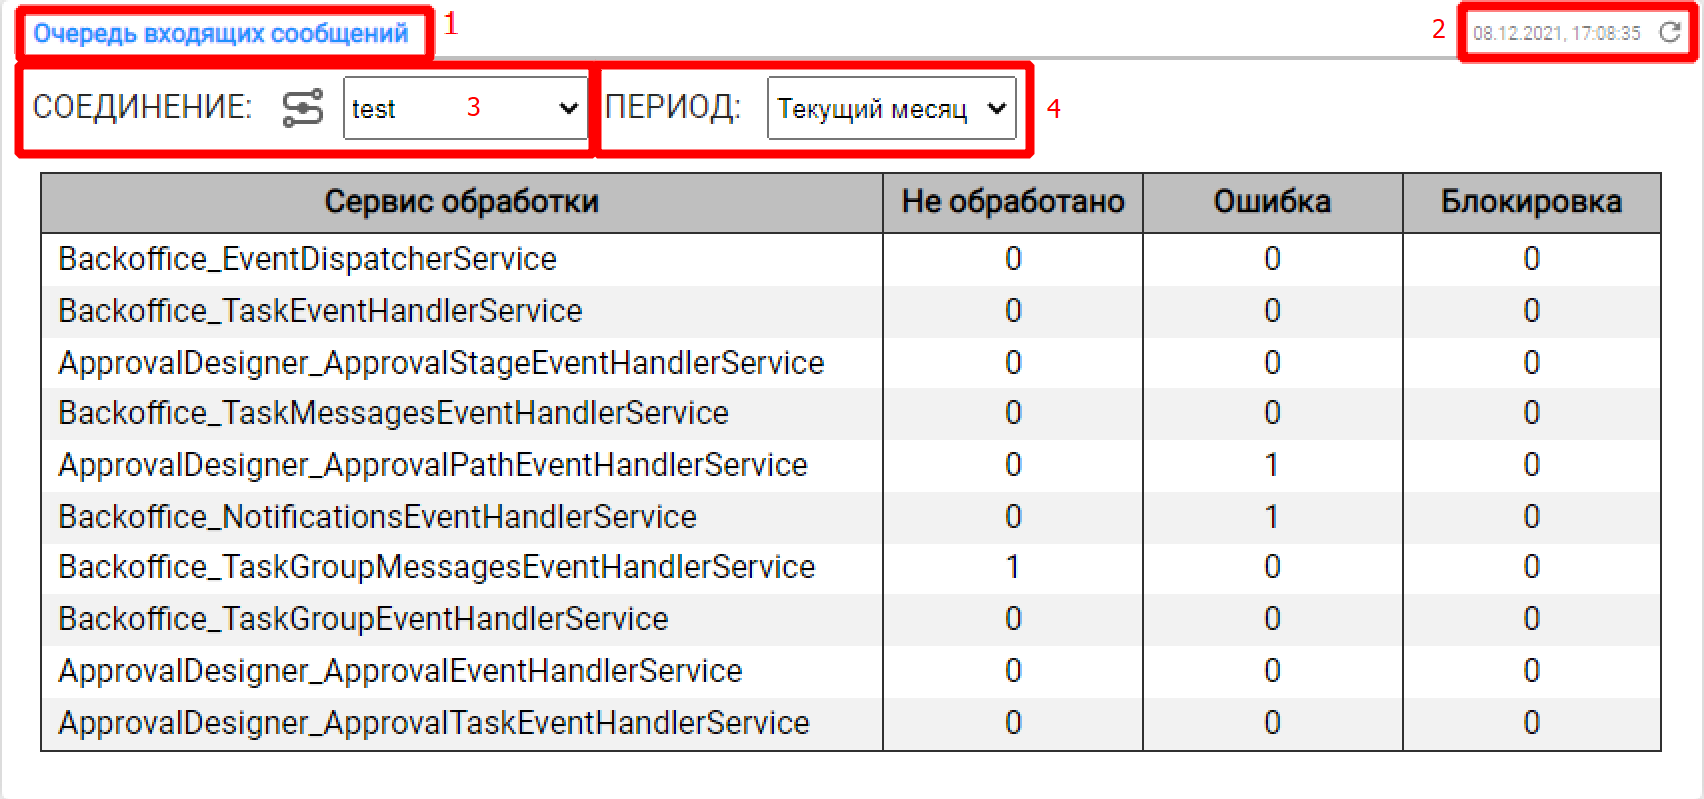 Очередь входящих сообщений 1 2 08.12.2021, 17:08:35
СОЕДИНЕНИЕ: test 3 ПЕРИОД: Текущий месяц 4
Сервис обработки Не обработано Ошибка Блокировка
Backoffice_EventDispatcherService 0 0 0
Backoffice_TaskEventHandlerService 0 0 0
ApprovalDesigner_ApprovalStageEventHandlerService 0 0 0
Backoffice_TaskMessagesEventHandlerService 0 0 0
ApprovalDesigner_ApprovalPathEventHandlerService 0 1 0
Backoffice_NotificationsEventHandlerService 0 1 0
Backoffice_TaskGroupMessagesEventHandlerService 1 0 0
Backoffice_TaskGroupEventHandlerService 0 0 0
ApprovalDesigner_ApprovalEventHandlerService 0 0 0
ApprovalDesigner_ApprovalTaskEventHandlerService 0 0 0